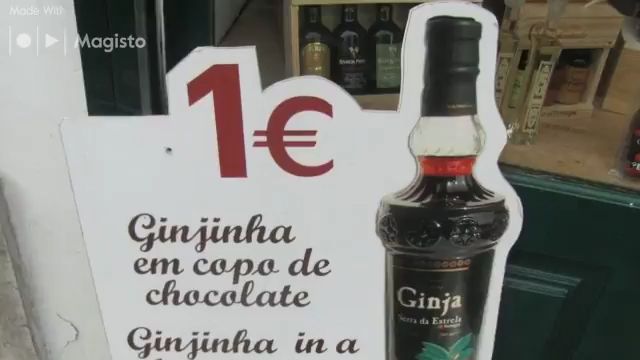 Made With
Magisto
1€
Ginjinha
em copo de
chocolate
Ginjinha in a
Ginja
Serra da Estrela